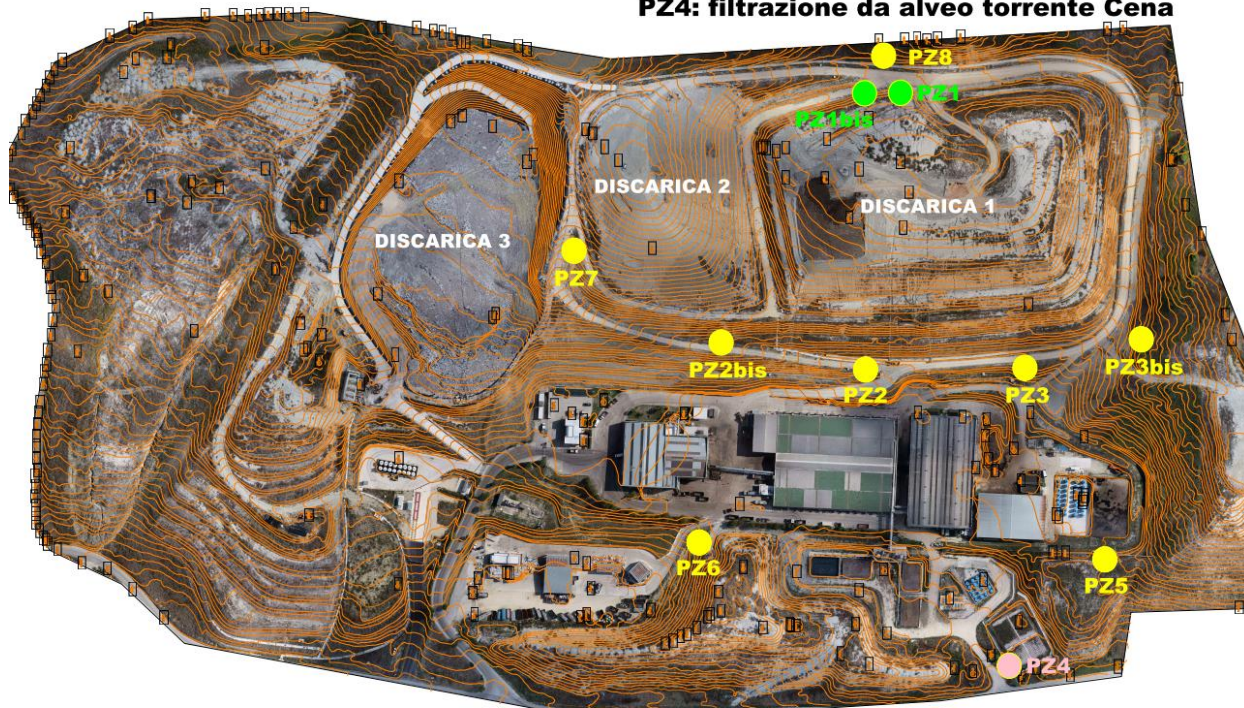 PZ4: filtrazione da alveo torrente Cena
PZ8
PZ1
PZ1bis
DISCARICA 2
DISCARICA 1
DISCARICA 3
PZ7
PZ2bis
PZ2
PZ3
PZ3bis
PZ6
PZ5
PZ4